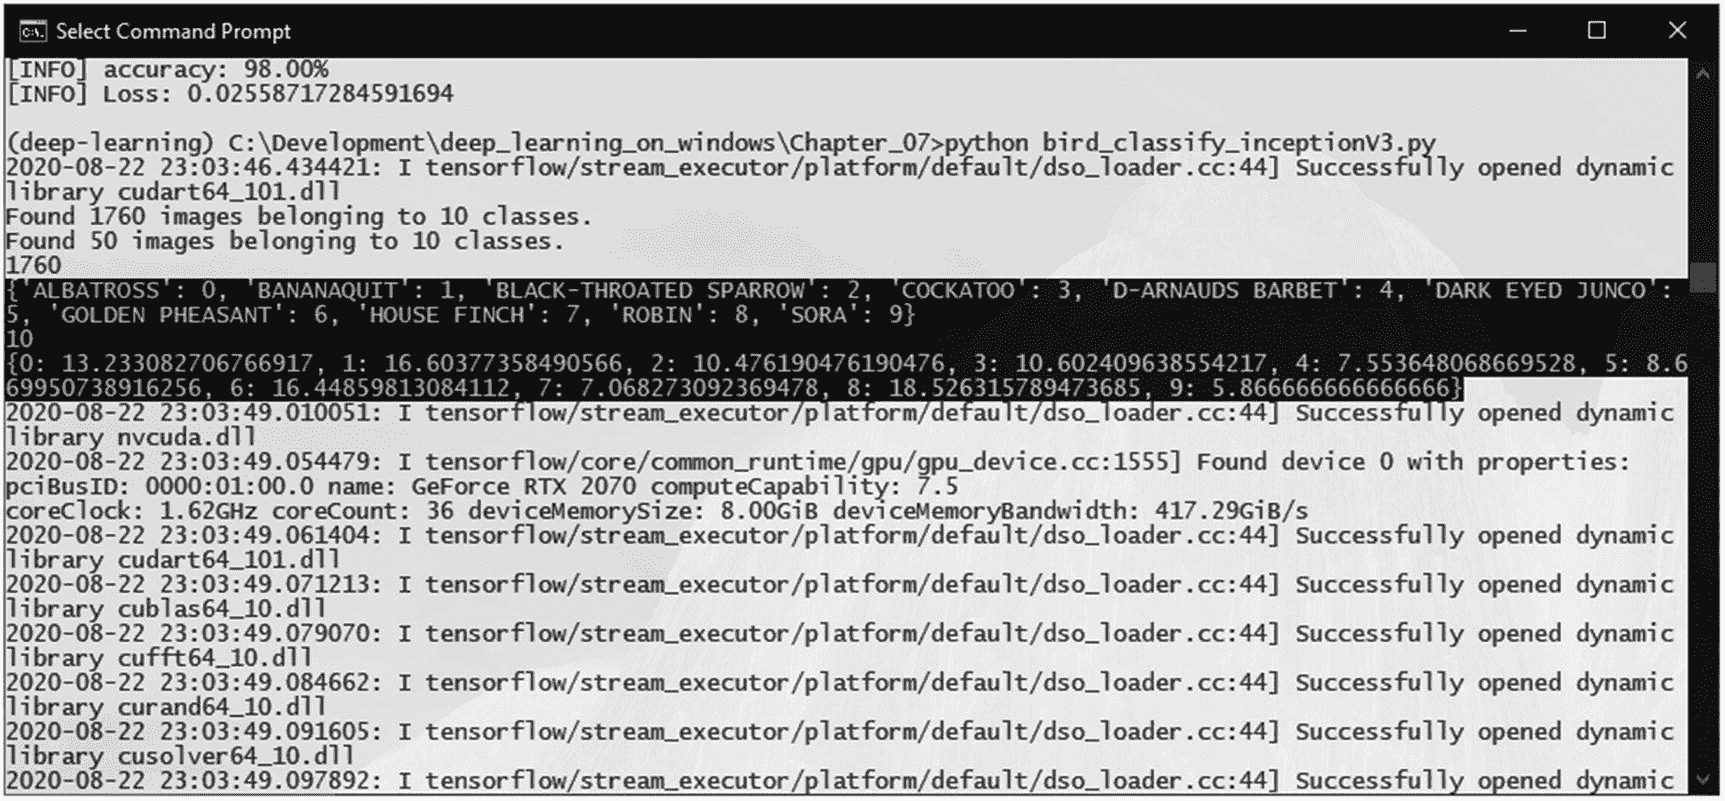 Select Command Prompt
[INFO] accuracy: 98.00%
[INFO] Loss: 0.02558717284591694
(deep-learning) C:\Development\deep_learning_on_windows\Chapter_07>python bird_classify_inceptionV3.py
2020-08-22 23:03:46.434421: I tensorflow/stream_executor/platform/default/dso_loader.cc:44] Successfully opened dynamic
library cudart64_101.dll
Found 1760 images belonging to 10 classes.
Found 50 images belonging to 10 classes.
1760
{'ALBATROSS': 0, 'BANANAQUIT': 1, 'BLACK-THROATED SPARROW': 2, 'COCKATOO': 3, 'D-ARNAUDS BARBET': 4, 'DARK EYED JUNCO':
5, 'GOLDEN PHEASANT': 6, 'HOUSE FINCH': 7, 'ROBIN': 8, 'SORA': 9}
10
{0: 13.233082706766917, 1: 16.60377358490566, 2: 10.476190476190476, 3: 10.602409638554217, 4: 7.553648068669528, 5: 8.6
69950738916256, 6: 16.44859813084112, 7: 7.068273092369478, 8: 18.526315789473685, 9: 5.866666666666666}
2020-08-22 23:03:49.010051: I tensorflow/stream_executor/platform/default/dso_loader.cc:44] Successfully opened dynamic
library nvcuda.dll
2020-08-22 23:03:49.054479: I tensorflow/core/common_runtime/gpu/gpu_device.cc:1555] Found device 0 with properties:
pciBusID: 0000:01:00.0 name: GeForce RTX 2070 computeCapability: 7.5
coreClock: 1.62GHz coreCount: 36 deviceMemorySize: 8.00GiB deviceMemoryBandwidth: 417.29GiB/s
2020-08-22 23:03:49.061404: I tensorflow/stream_executor/platform/default/dso_loader.cc:44] Successfully opened dynamic
library cudart64_101.dll
2020-08-22 23:03:49.071213: I tensorflow/stream_executor/platform/default/dso_loader.cc:44] Successfully opened dynamic
library cublas64_10.dll
2020-08-22 23:03:49.079070: I tensorflow/stream_executor/platform/default/dso_loader.cc:44] Successfully opened dynamic
library cufft64_10.dll
2020-08-22 23:03:49.084662: I tensorflow/stream_executor/platform/default/dso_loader.cc:44] Successfully opened dynamic
library curand64_10.dll
2020-08-22 23:03:49.091605: I tensorflow/stream_executor/platform/default/dso_loader.cc:44] Successfully opened dynamic
library cusolver64_10.dll
2020-08-22 23:03:49.097892: I tensorflow/stream_executor/platform/default/dso_loader.cc:44] Successfully opened dynamic